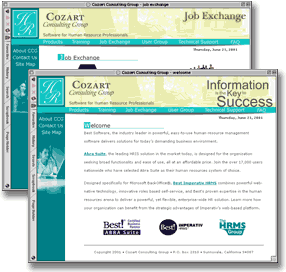 Cozart Consulting Group - job exchange
COZART
Consulting Group
Job Exchange
Software for Human Resource Professionals
Products Training Job Exchange User Group Technical Support FAQ
Thursday, June 21, 2001
About CCG
Contact Us
Site Map
Job Exchange
Cozart Consulting Group - welcome
COZART
Consulting Group
Information
is the Key to
Success
Software for Human Resource Professionals
Products Training Job Exchange User Group Technical Support FAQ
Thursday, June 21, 2001
About CCG
Contact Us
Site Map
Welcome
Best Software, the industry leader in powerful, easy-to-use human resource management
software delivers solutions for today's demanding business environment.
Abra Suite, the leading HRMS solution in the market today, is designed for the organization
seeking broad functionality and ease of use, all at an affordable price. Join the over 17,000 users
nationwide who have selected Abra Suite as their human resources system of choice.
Designed specifically for Microsoft BackOffice®, Best Imperativ HRMS combines powerful web-
native technology, innovative roles based self-service, and Best's proven expertise in the human
resources arena to deliver a powerful, yet flexible, enterprise-wide HR solution. Learn more how
your organization can benefit from the strategic advantages of Imperativ's web-based platform.
Best!
ABRA SUITE
Best!
IMPERATIV
HRMS
HRMS
Group